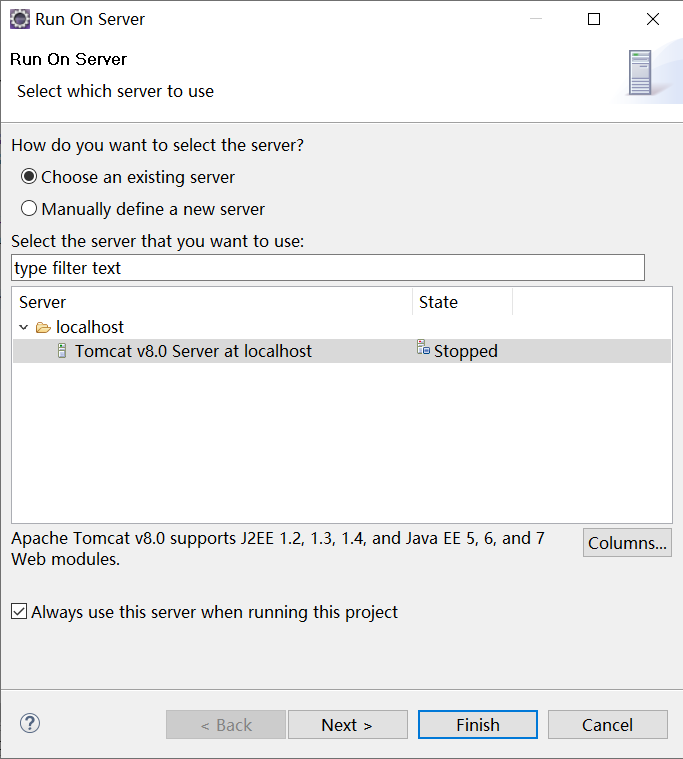 Run On Server
Run On Server
Select which server to use
How do you want to select the server?
Choose an existing server
Manually define a new server
Select the server that you want to use:
type filter text
Server State
localhost
Tomcat v8.0 Server at localhost Stopped
Apache Tomcat v8.0 supports J2EE 1.2, 1.3, 1.4, and Java EE 5, 6, and 7
Web modules.
Columns...
Always use this server when running this project
? < Back Next > Finish Cancel